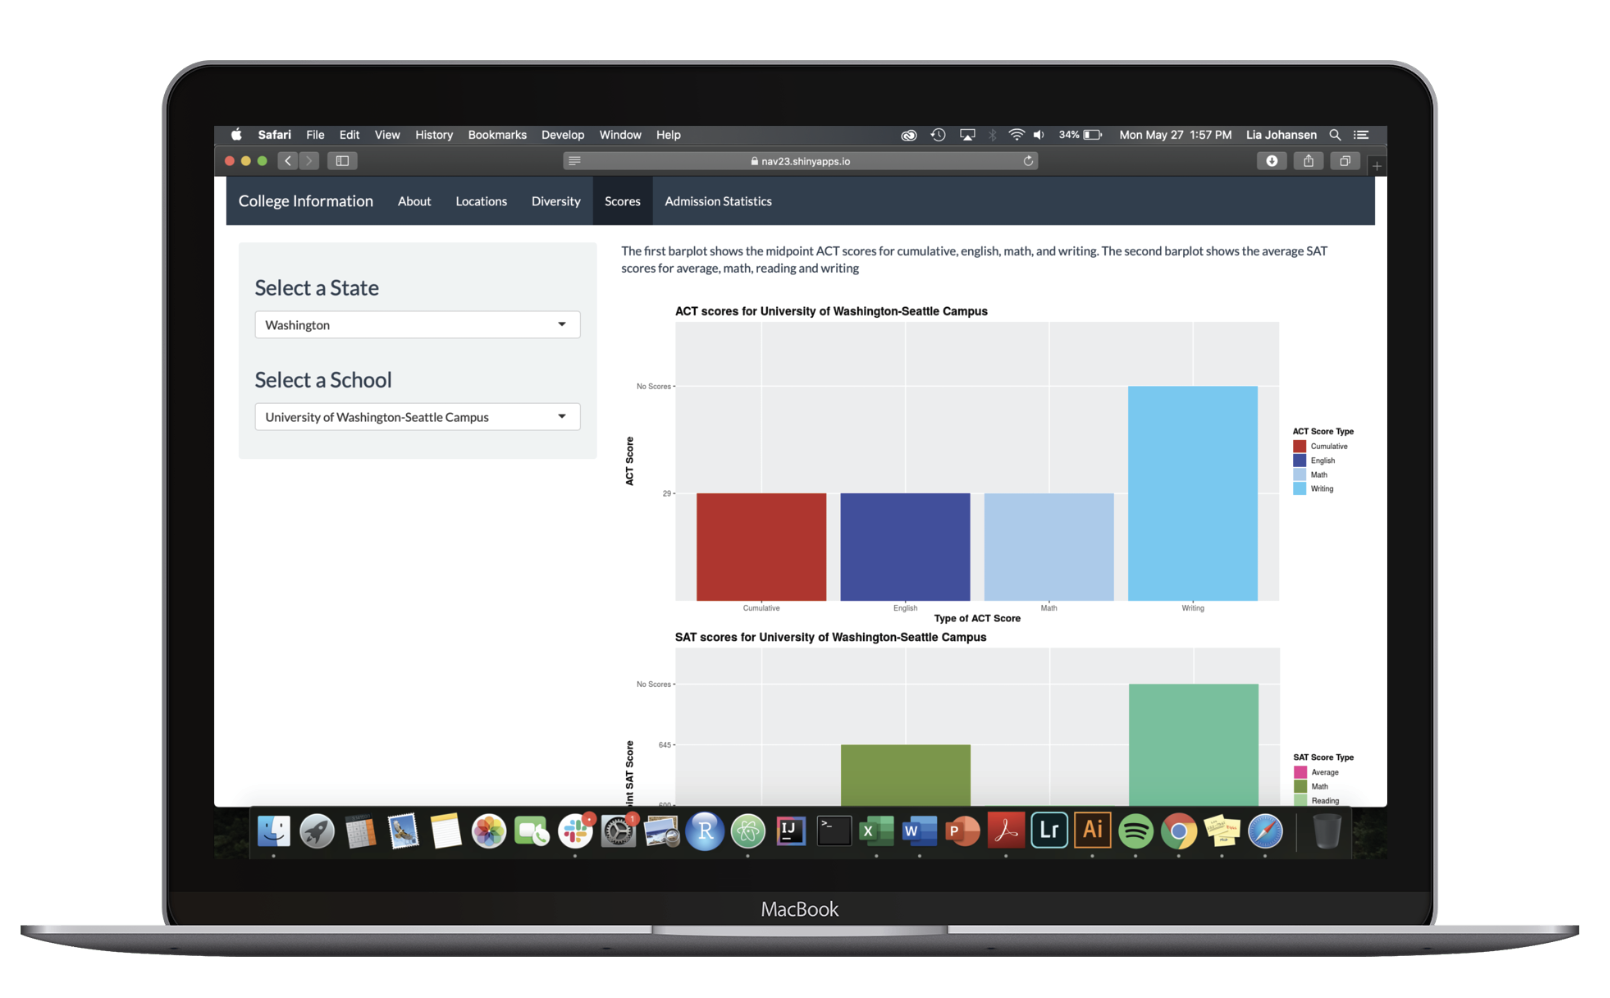 Safari File Edit View History Bookmarks Develop Window Help 34% Mon May 27 1:57 PM Lia Johansen
nav23.shinyapps.io
College Information About Locations Diversity Scores Admission Statistics
The first barplot shows the midpoint ACT scores for cumulative, english, math, and writing. The second barplot shows the average SAT
scores for average, math, reading and writing
Select a State
Washington
Select a School
University of Washington-Seattle Campus
ACT scores for University of Washington-Seattle Campus
No Scores
29
ACT Score
Cumulative English Math Writing
Type of ACT Score
ACT Score Type
Cumulative
English
Math
Writing
SAT scores for University of Washington-Seattle Campus
No Scores
645
SAT Score
SAT Score Type
Average
Math
Reading
1
R
IJ
>_
X
W
P
Lr
Ai
MacBook